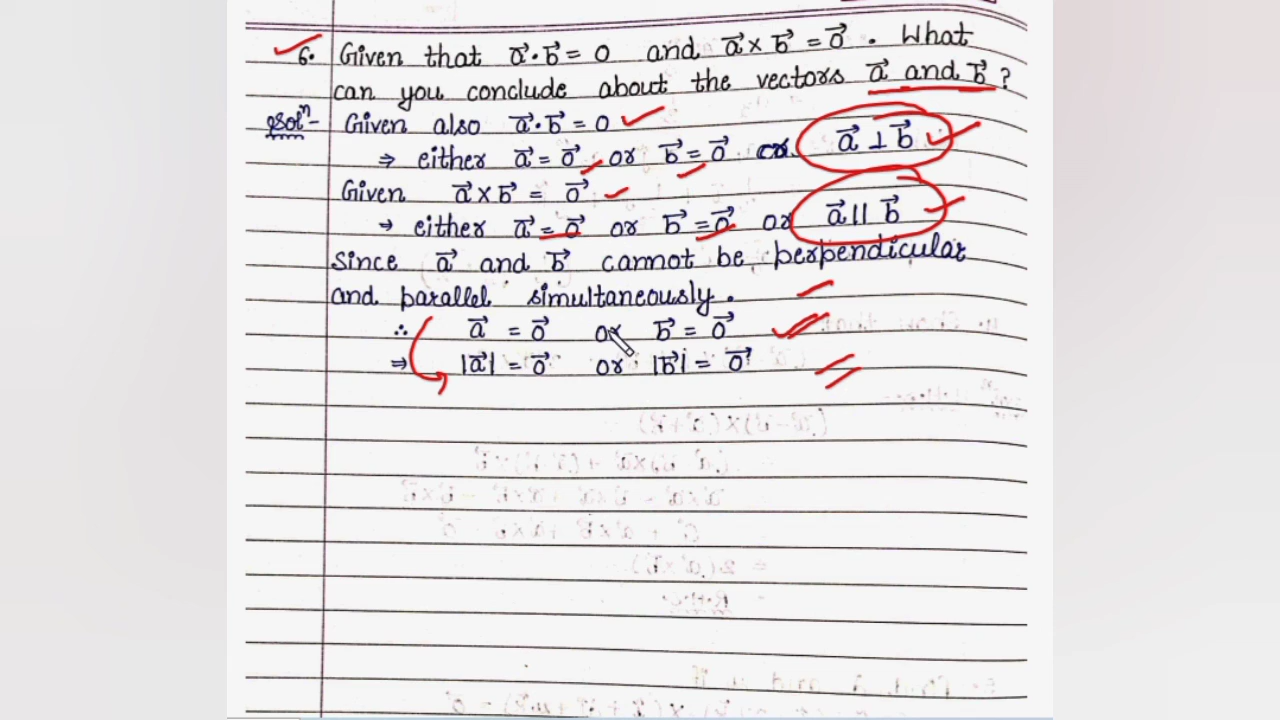 6. Given that a⃗·b⃗ = 0 and a⃗ × b⃗ = 0⃗. What
can you conclude about the vectors a⃗ and b⃗ ?
Solⁿ- Given also a⃗·b⃗ = 0
⇒ either a⃗ = 0⃗ or b⃗ = 0⃗ or a⃗ ⊥ b⃗
Given a⃗ × b⃗ = 0⃗
→ either a⃗ = 0⃗ or b⃗ = 0⃗ or a⃗ || b⃗
Since a⃗ and b⃗ cannot be perpendicular
and parallel simultaneously.
∴ a⃗ = 0⃗ or b⃗ = 0⃗
⇒ |a⃗| = 0⃗ or |b⃗| = 0⃗